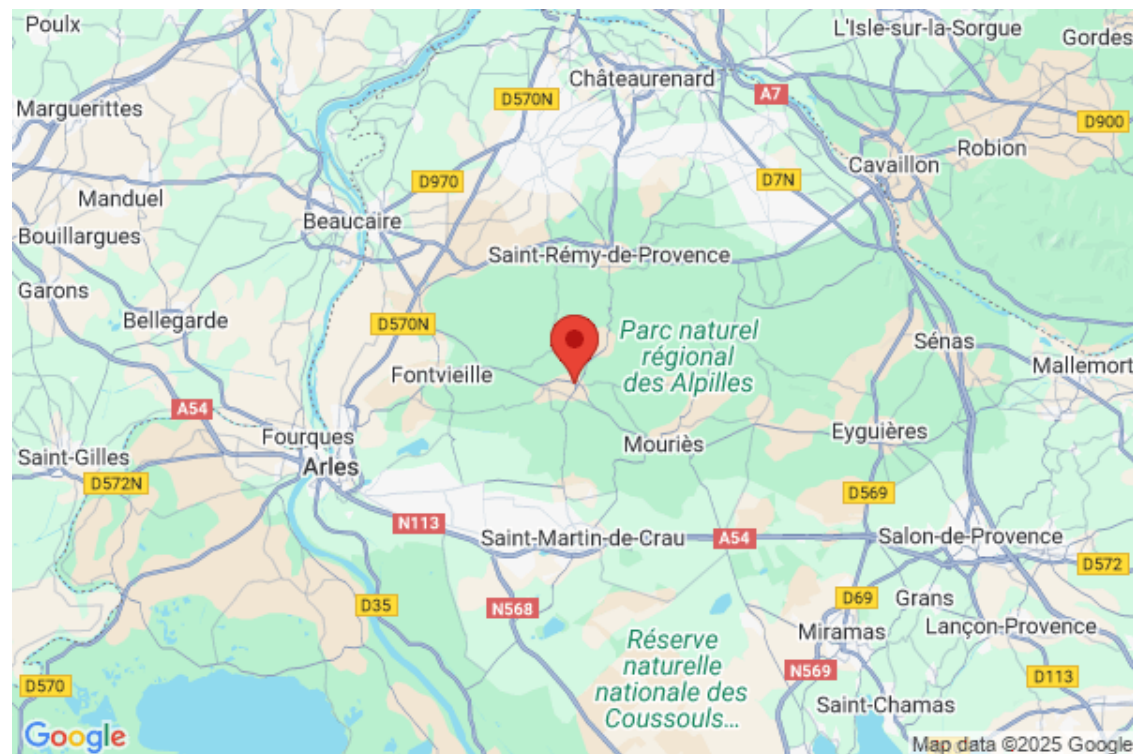 Poulx
L'Isle-sur-la-Sorgue
Gordes
Châteaurenard
A7
D570N
Marguerittes
D900
Robion
Cavaillon
D970
D7N
Manduel
Beaucaire
Bouillargues
Saint-Rémy-de-Provence
Garons
Bellegarde
D570N
Parc naturel
régional
des Alpilles
Sénas
Mallemort
Fontvieille
A54
Fourques
Mouriès
Eyguières
Saint-Gilles
Arles
D572N
D569
N113
Saint-Martin-de-Crau
A54
Salon-de-Provence
D572
D35
N568
D69
Grans
Réserve
naturelle
nationale des
Coussouls...
Miramas
Lançon-Provence
N569
D570
D113
Saint-Chamas
Google
Map data ©2025 Google